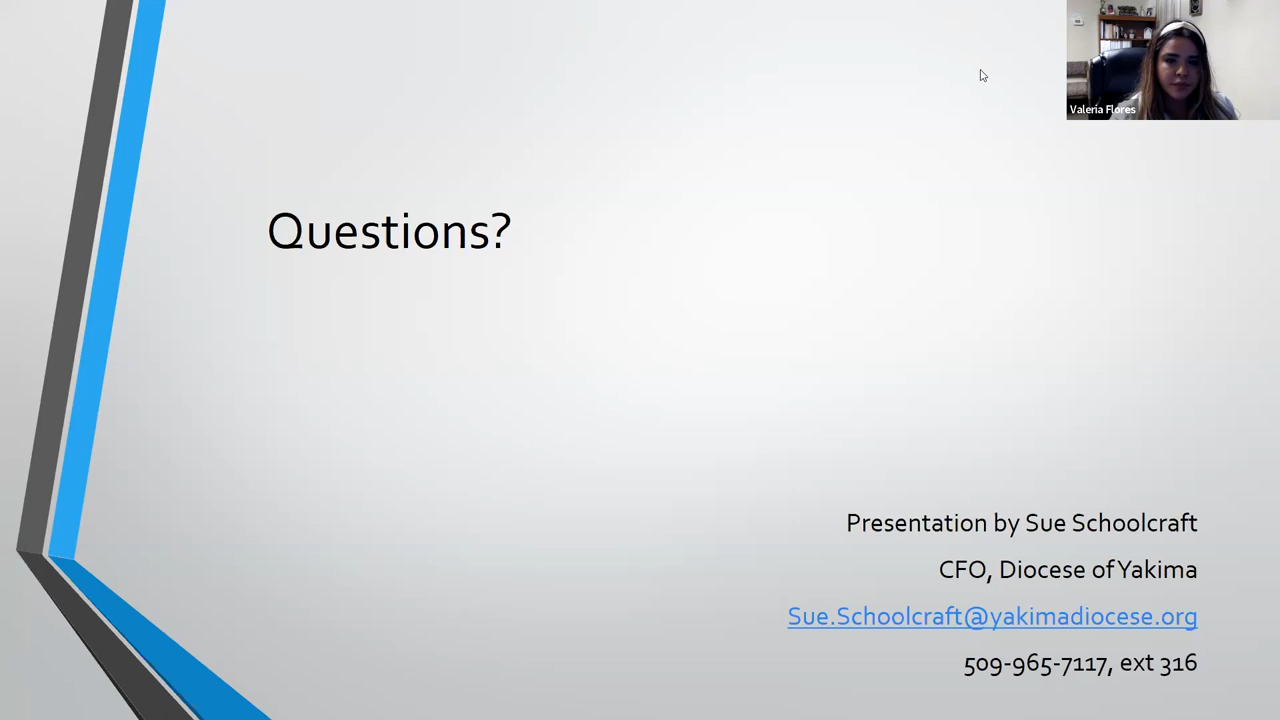 Valeria Flores
Questions?
Presentation by Sue Schoolcraft
CFO, Diocese of Yakima
Sue.Schoolcraft@yakimadiocese.org
509-965-7117, ext 316